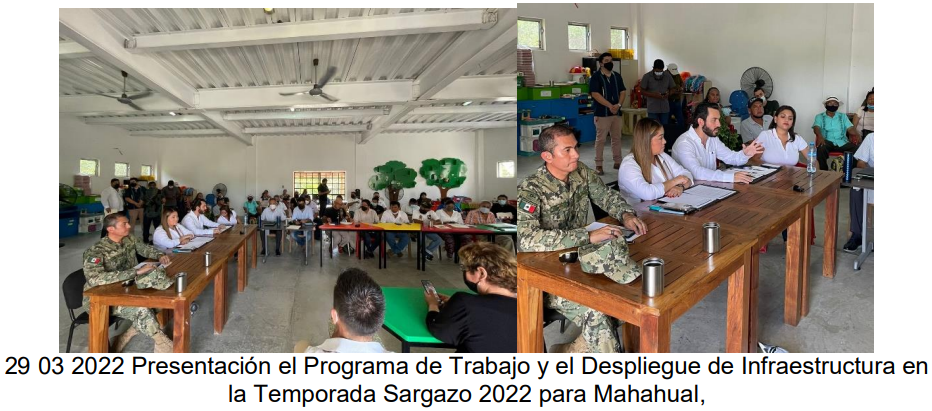 29 03 2022 Presentación el Programa de Trabajo y el Despliegue de Infraestructura en
la Temporada Sargazo 2022 para Mahahual,